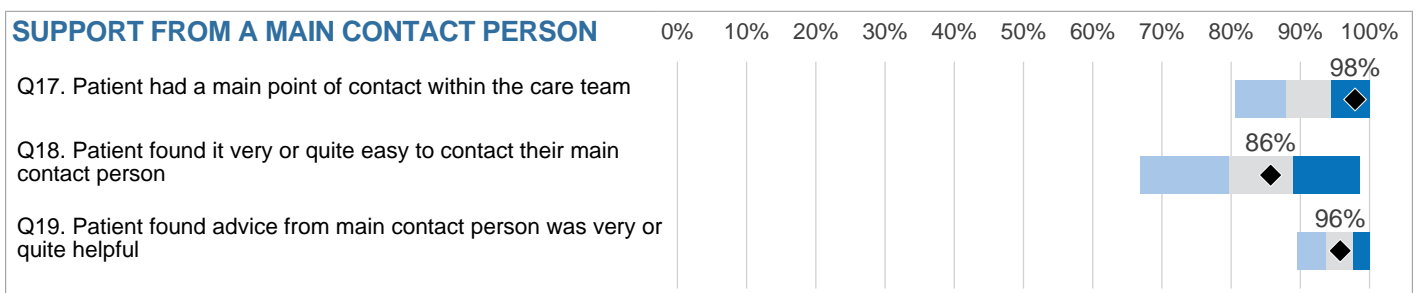 SUPPORT FROM A MAIN CONTACT PERSON 0% 10% 20% 30% 40% 50% 60% 70% 80% 90% 100%
Q17. Patient had a main point of contact within the care team 98%
Q18. Patient found it very or quite easy to contact their main
contact person
86%
Q19. Patient found advice from main contact person was very or
quite helpful
96%